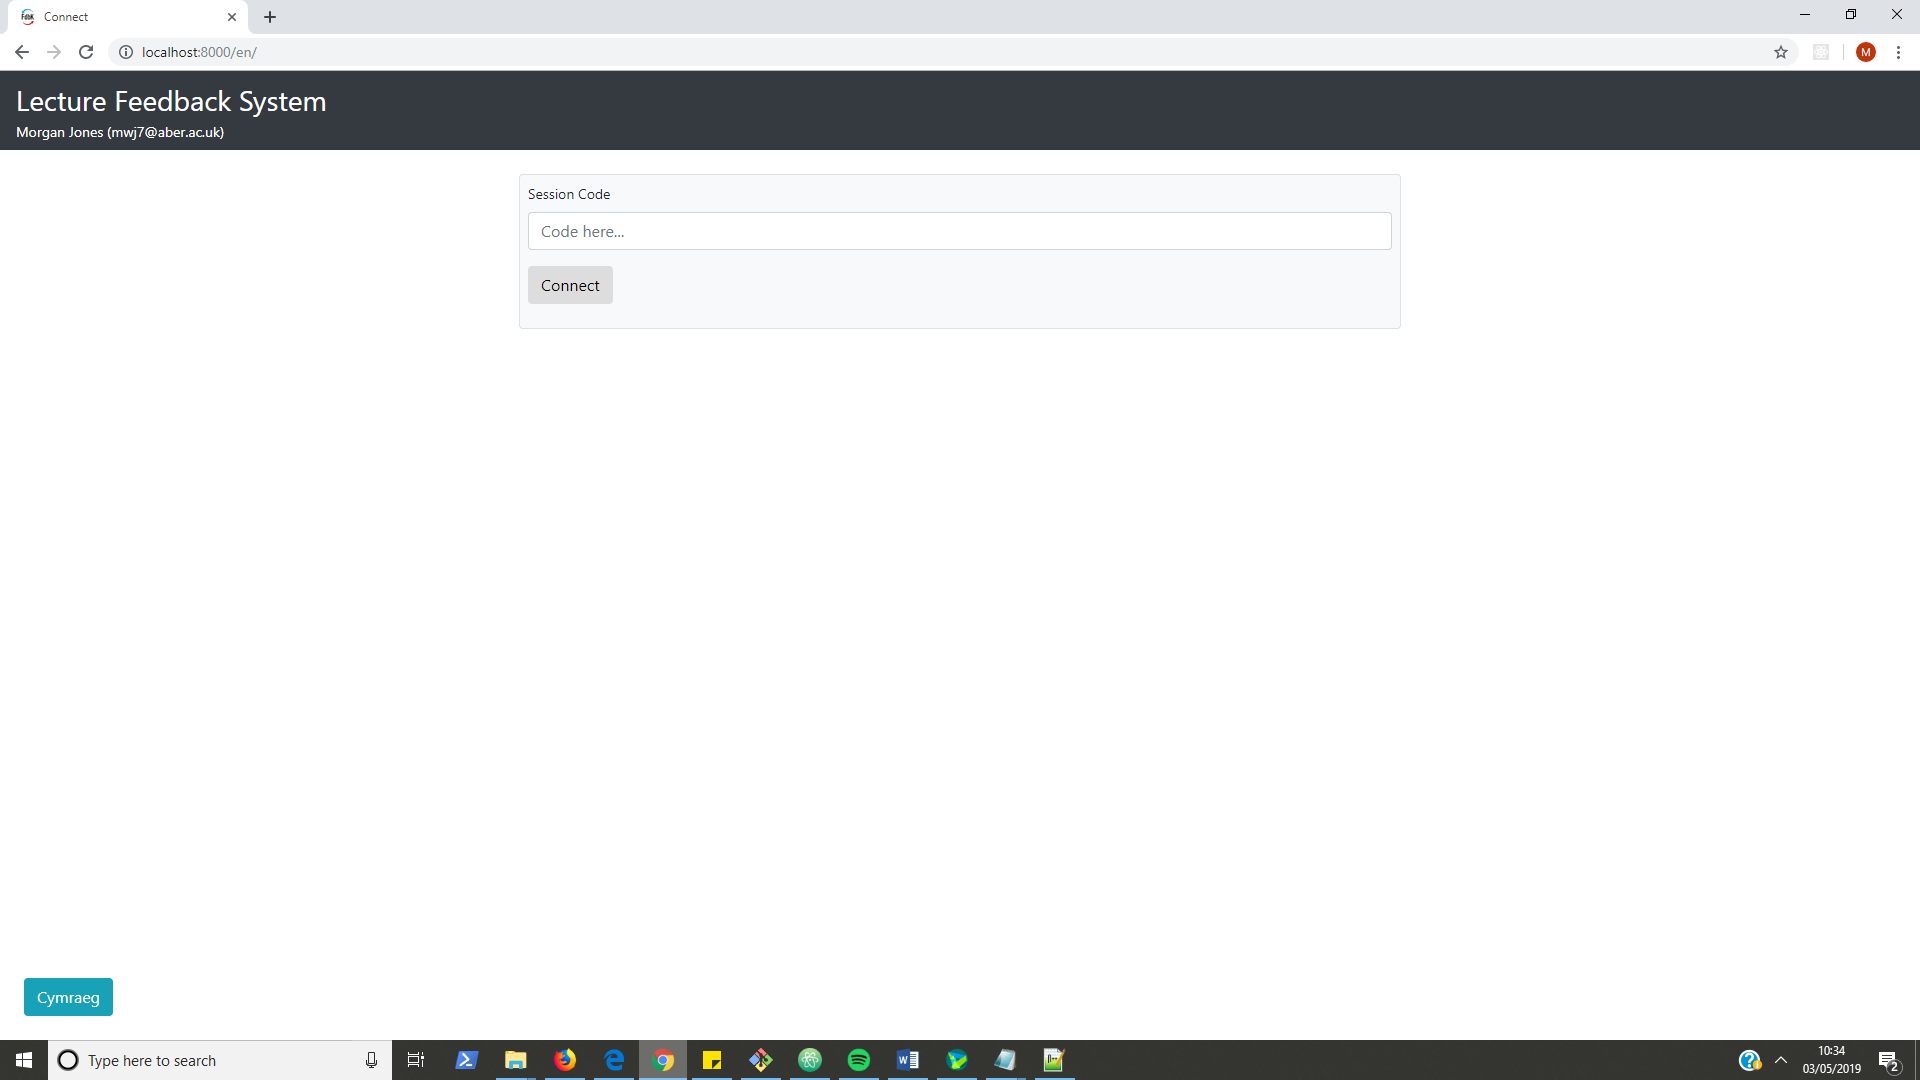 Connect
localhost:8000/en/
M
Lecture Feedback System
Morgan Jones (mwj7@aber.ac.uk)
Session Code
Code here...
Connect
Cymraeg
Type here to search
10:34
03/05/2019
2